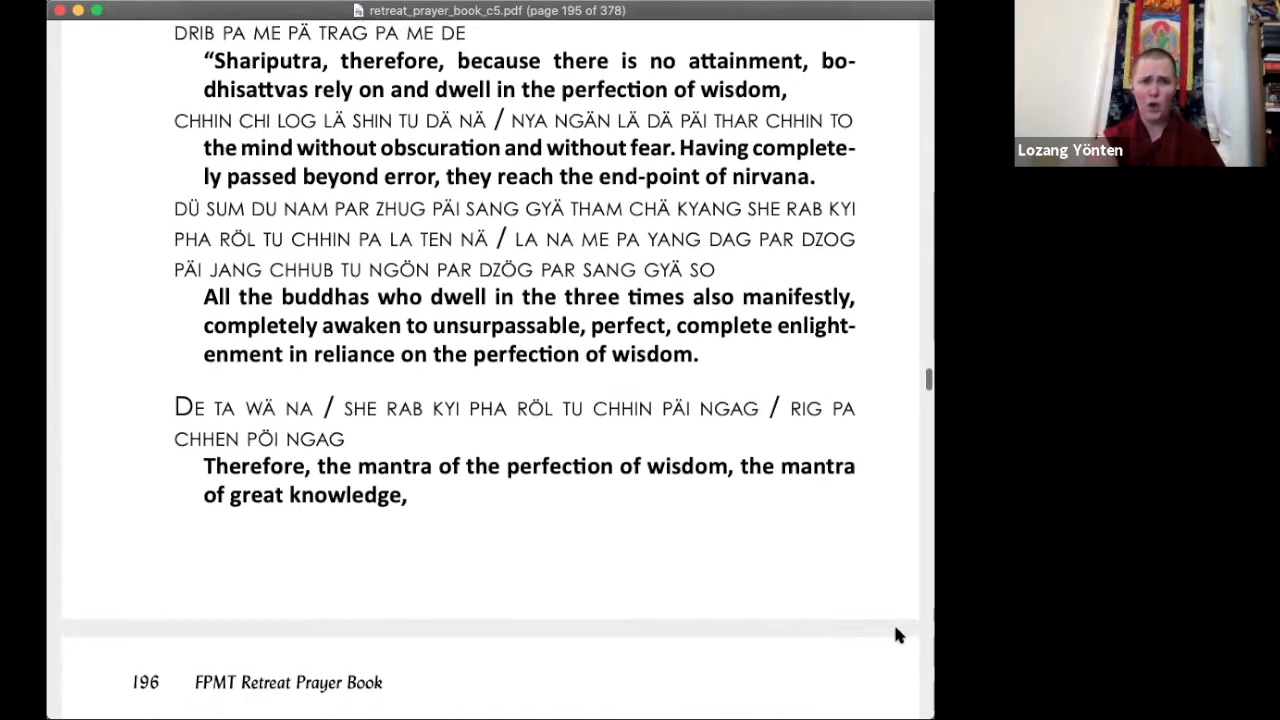 retreat_prayer_book_c5.pdf (page 195 of 378)
DRIB PA ME PÄ TRAG PA ME DE
“Shariputra, therefore, because there is no attainment, bo-
dhisattvas rely on and dwell in the perfection of wisdom,
CHHIN CHI LOG LÄ SHIN TU DÄ NÄ / NYA NGÄN LÄ DÄ PÄI THAR CHHIN TO
the mind without obscuration and without fear. Having complete-
ly passed beyond error, they reach the end-point of nirvana.
DÜ SUM DU NAM PAR ZHUG PÄI SANG GYÄ THAM CHÄ KYANG SHE RAB KYI
PHA RÖL TU CHHIN PA LA TEN NÄ / LA NA ME PA YANG DAG PAR DZOG
PÄI JANG CHHUB TU NGÖN PAR DZÖG PAR SANG GYÄ SO
All the buddhas who dwell in the three times also manifestly,
completely awaken to unsurpassable, perfect, complete enlight-
enment in reliance on the perfection of wisdom.
DE TA WÄ NA / SHE RAB KYI PHA RÖL TU CHHIN PÄI NGAG / RIG PA
CHHEN PÖI NGAG
Therefore, the mantra of the perfection of wisdom, the mantra
of great knowledge,
196 FPMT Retreat Prayer Book
Lozang Yönten